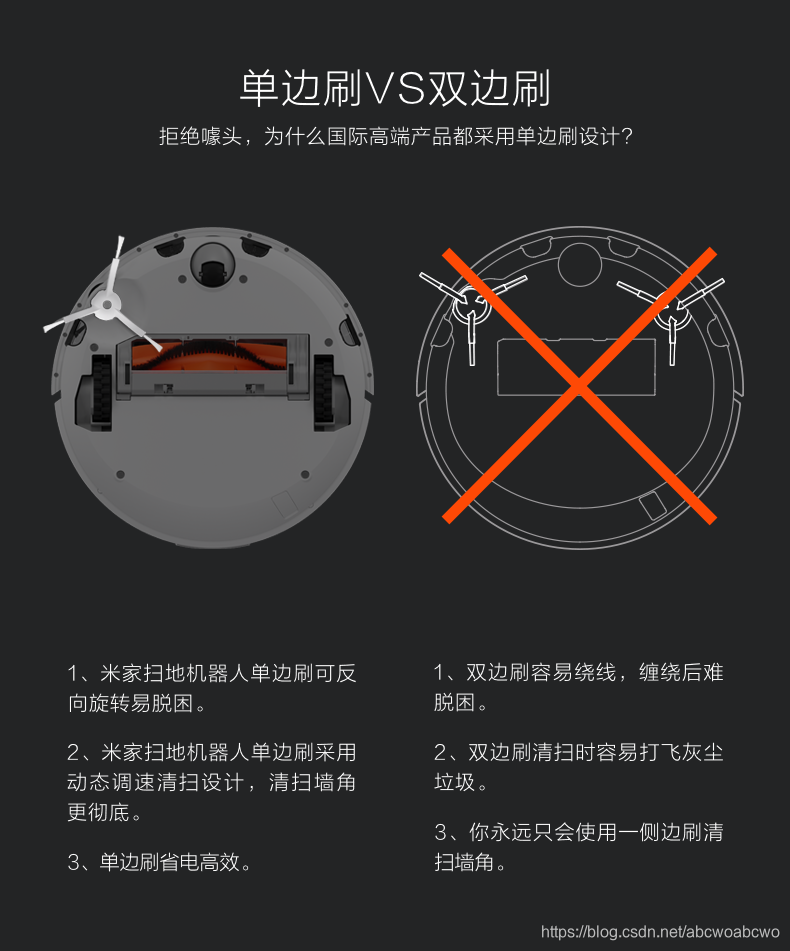 单边刷VS双边刷
拒绝噱头，为什么国际高端产品都采用单边刷设计？
1、米家扫地机器人单边刷可反
向旋转易脱困。
2、米家扫地机器人单边刷采用
动态调速清扫设计，清扫墙角
更彻底。
3、单边刷省电高效。
1、双边刷容易绕线，缠绕后难
脱困。
2、双边刷清扫时容易打飞灰尘
垃圾。
3、你永远只会使用一侧边刷清
扫墙角。
https://blog.csdn.net/abcwoabcwo